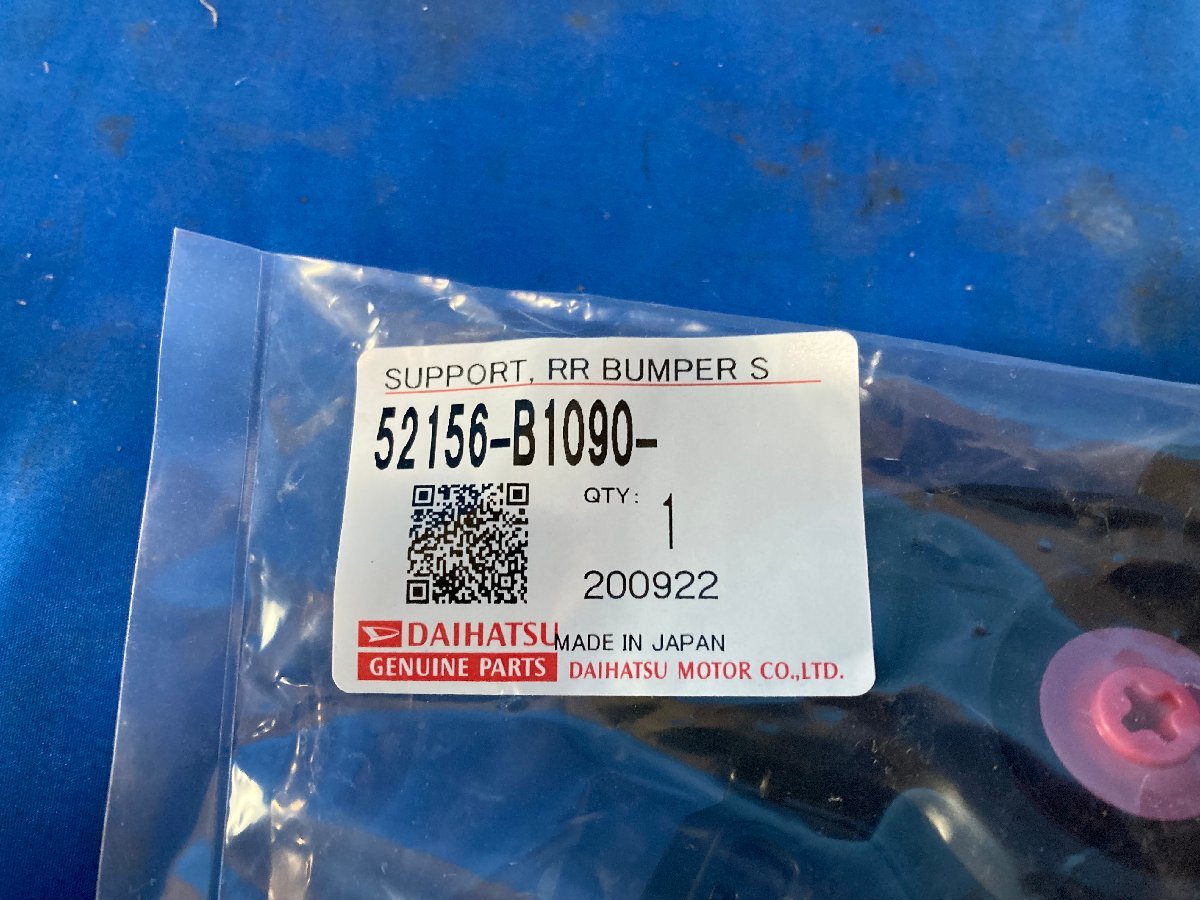 SUPPORT, RR BUMPER S
52156-B1090-
QTY: 1
200922
DAIHATSU
MADE IN JAPAN
GENUINE PARTS
DAIHATSU MOTOR CO.,LTD.